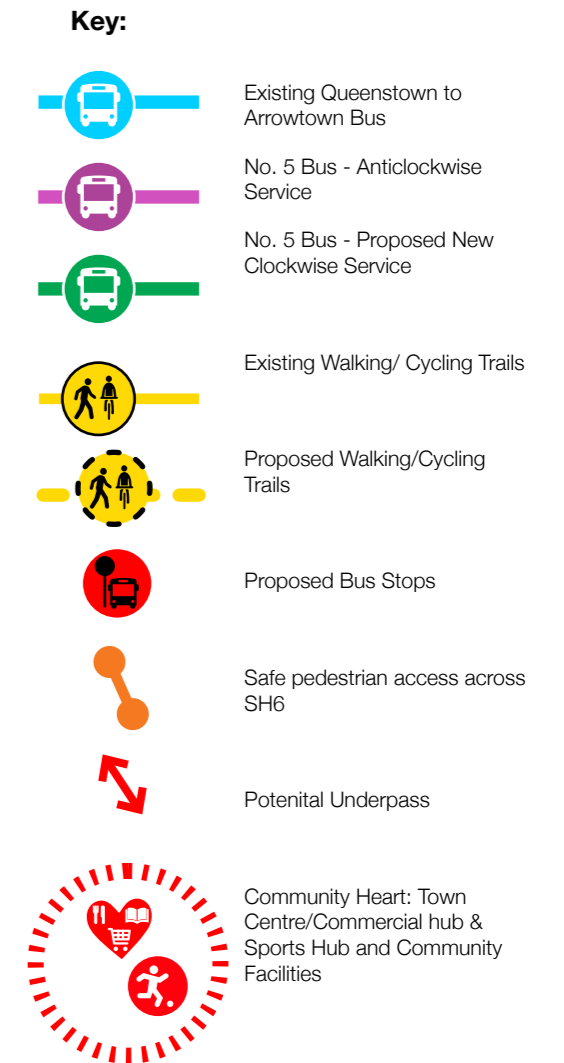 Key:
Existing Queenstown to
Arrowtown Bus
No. 5 Bus - Anticlockwise
Service
No. 5 Bus - Proposed New
Clockwise Service
Existing Walking/ Cycling Trails
Proposed Walking/Cycling
Trails
Proposed Bus Stops
Safe pedestrian access across
SH6
Potenital Underpass
Community Heart: Town
Centre/Commercial hub &
Sports Hub and Community
Facilities